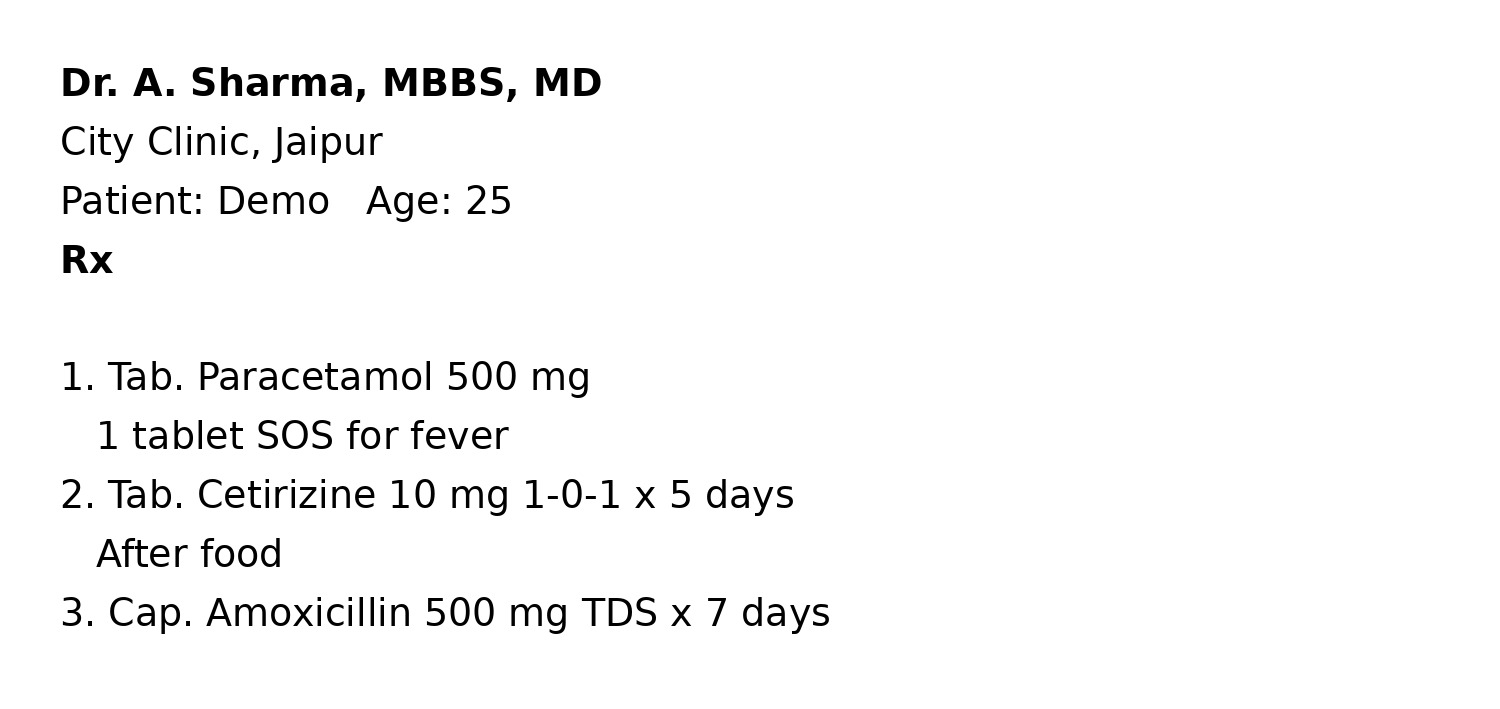 Dr. A. Sharma, MBBS, MD
City Clinic, Jaipur
Patient: Demo   Age: 25
Rx
1. Tab. Paracetamol 500 mg
1 tablet SOS for fever
2. Tab. Cetirizine 10 mg 1-0-1 x 5 days
After food
3. Cap. Amoxicillin 500 mg TDS x 7 days